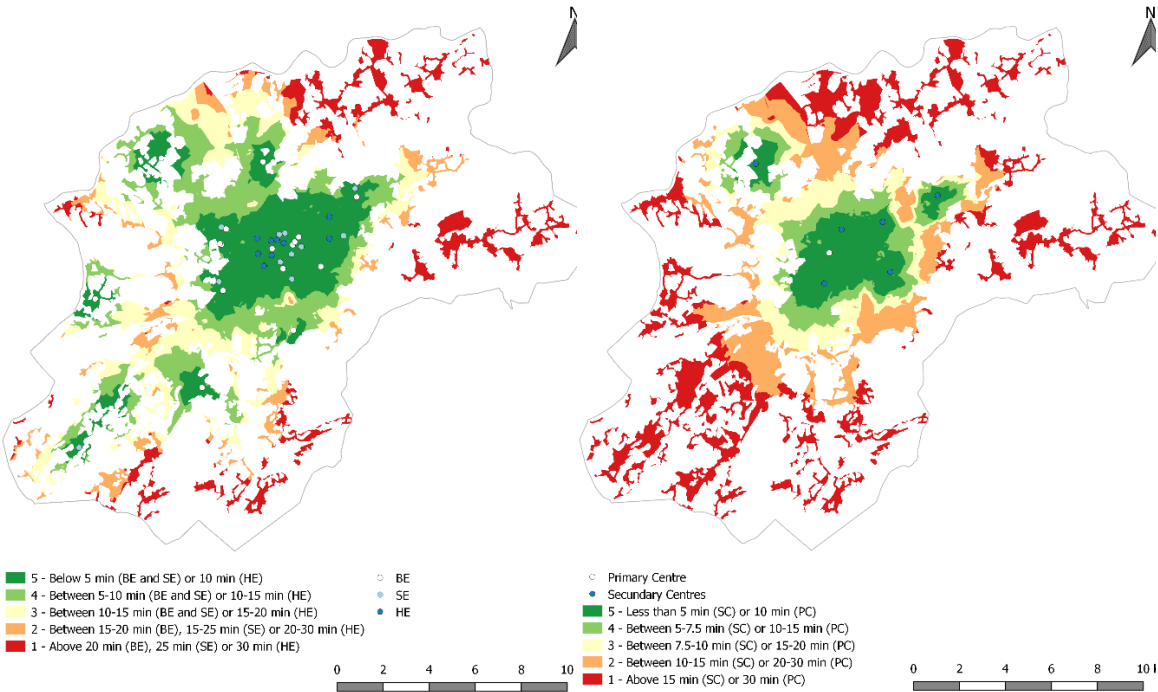 N
N
5 - Below 5 min (BE and SE) or 10 min (HE)
4 - Between 5-10 min (BE and SE) or 10-15 min (HE)
3 - Between 10-15 min (BE and SE) or 15-20 min (HE)
2 - Between 15-20 min (BE), 15-25 min (SE) or 20-30 min (HE)
1 - Above 20 min (BE), 25 min (SE) or 30 min (HE)
BE
SE
HE
0 2 4 6 8 10
Primary Centre
Secundary Centres
5 - Less than 5 min (SC) or 10 min (PC)
4 - Between 5-7.5 min (SC) or 10-15 min (PC)
3 - Between 7.5-10 min (SC) or 15-20 min (PC)
2 - Between 10-15 min (SC) or 20-30 min (PC)
1 - Above 15 min (SC) or 30 min (PC)
0 2 4 6 8 10